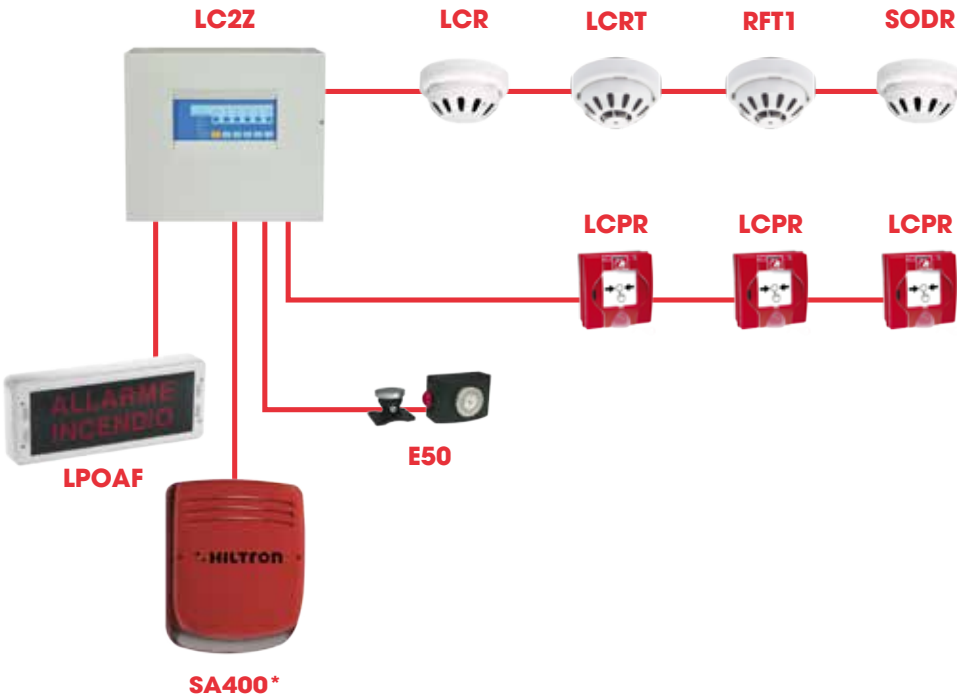 LC2Z
LCR
LCRT
RFT1
SODR
LCPR
LCPR
LCPR
ALLARME
INCENDIO
LPOAF
E50
HILTRON
SA400*